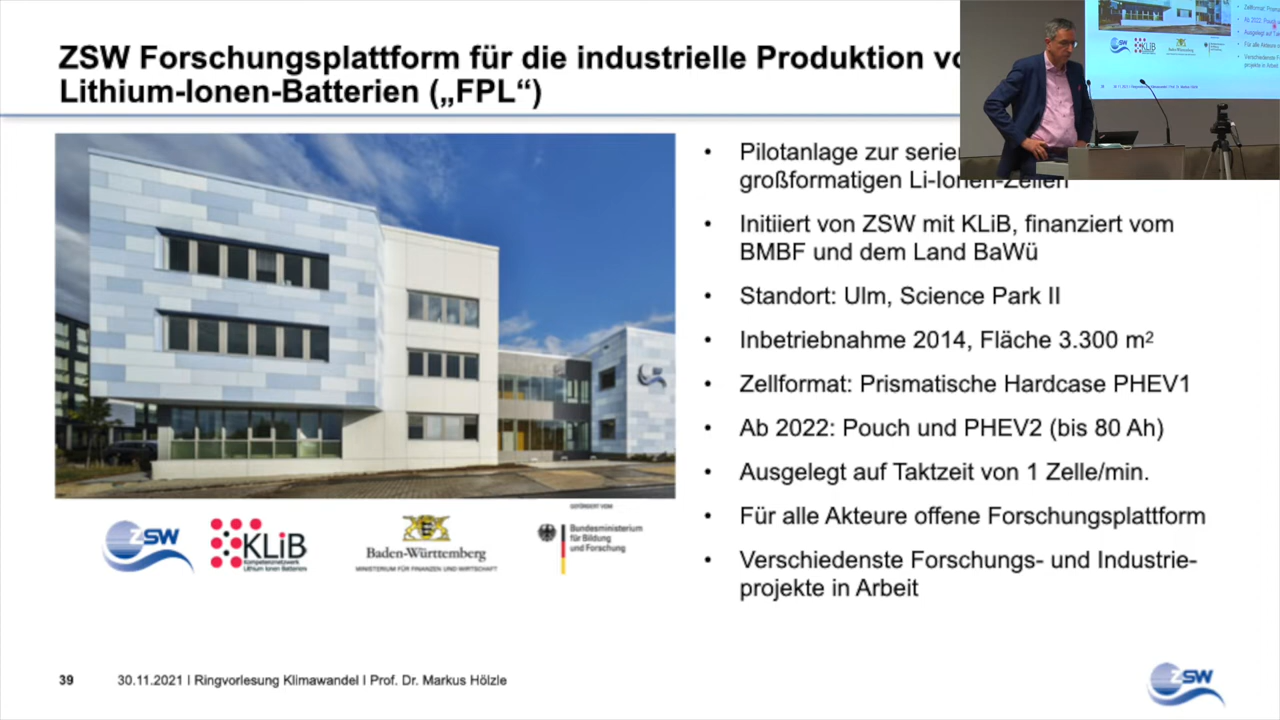 ZSW Forschungsplattform für die industrielle Produktion
Lithium-Ionen-Batterien („FPL“)
• Pilotanlage zur
großformatigen Li-Ionen-Zellen
• Initiiert von ZSW mit KLiB, finanziert vom
BMBF und dem Land BaWü
• Standort: Ulm, Science Park II
• Inbetriebnahme 2014, Fläche 3.300 m²
• Zellformat: Prismatische Hardcase PHEV1
• Ab 2022: Pouch und PHEV2 (bis 80 Ah)
• Ausgelegt auf Taktzeit von 1 Zelle/min.
• Für alle Akteure offene Forschungsplattform
• Verschiedenste Forschungs- und Industrie-
projekte in Arbeit
ZSW
KLiB
Kompetenznetzwerk
Lithium Ionen Batterien
Baden-Württemberg
MINISTERIUM FÜR FINANZEN UND WIRTSCHAFT
GEFÖRDERT VOM
Bundesministerium
für Bildung
und Forschung
39
30.11.2021 I Ringvorlesung Klimawandel I Prof. Dr. Markus Hölzle
ZSW